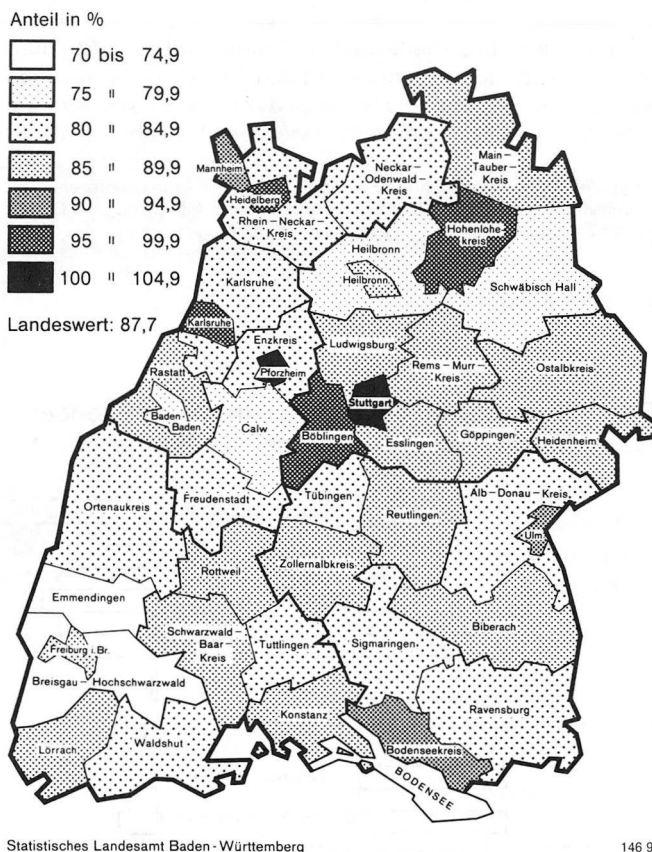 Anteil in %
70 bis 74,9
75 " 79,9
80 " 84,9
85 " 89,9
90 " 94,9
95 " 99,9
100 " 104,9
Landeswert: 87,7
Mannheim
Heidelberg
Rhein-Neckar-
Kreis
Neckar-
Odenwald-
Kreis
Main-
Tauber-
Kreis
Hohenlohe-
kreis
Heilbronn
Heilbronn
Schwäbisch Hall
Karlsruhe
Karlsruhe
Enzkreis
Pforzheim
Ludwigsburg
Rems-Murr-
Kreis
Ostalbkreis
Rastatt
Baden-
Baden
Calw
Böblingen
Stuttgart
Esslingen
Göppingen
Heidenheim
Ortenaukreis
Freudenstadt
Tübingen
Reutlingen
Alb-Donau-Kreis
Ulm
Rottweil
Zollernalbkreis
Emmendingen
Freiburg i.Br.
Breisgau-Hochschwarzwald
Schwarzwald-
Baar-
Kreis
Tuttlingen
Sigmaringen
Biberach
Ravensburg
Konstanz
Bodenseekreis
BODENSEE
Lörrach
Waldshut
Statistisches Landesamt Baden-Württemberg
146 9